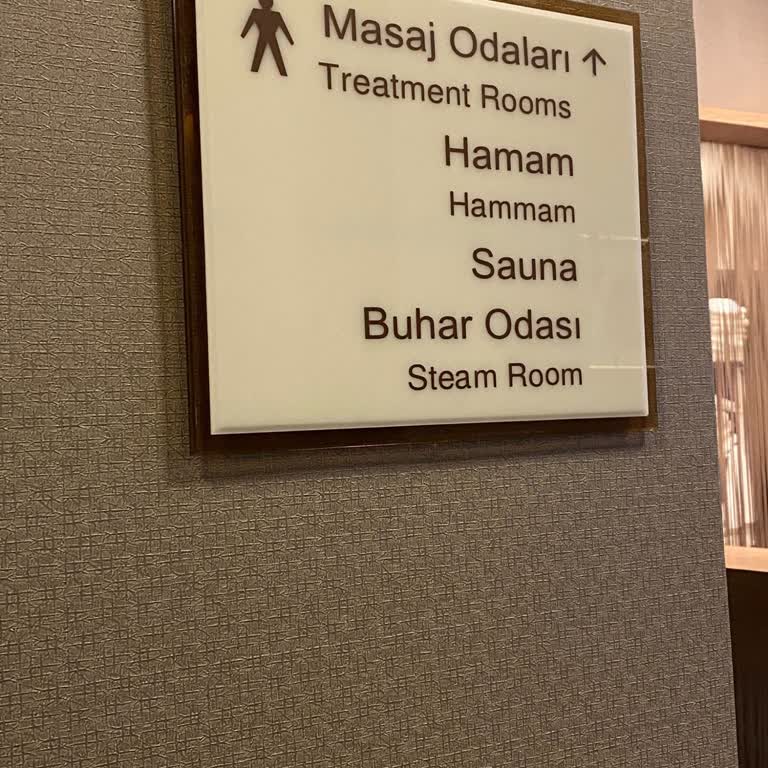 Masaj Odaları ↑
Treatment Rooms
Hamam
Hammam
Sauna
Buhar Odası
Steam Room